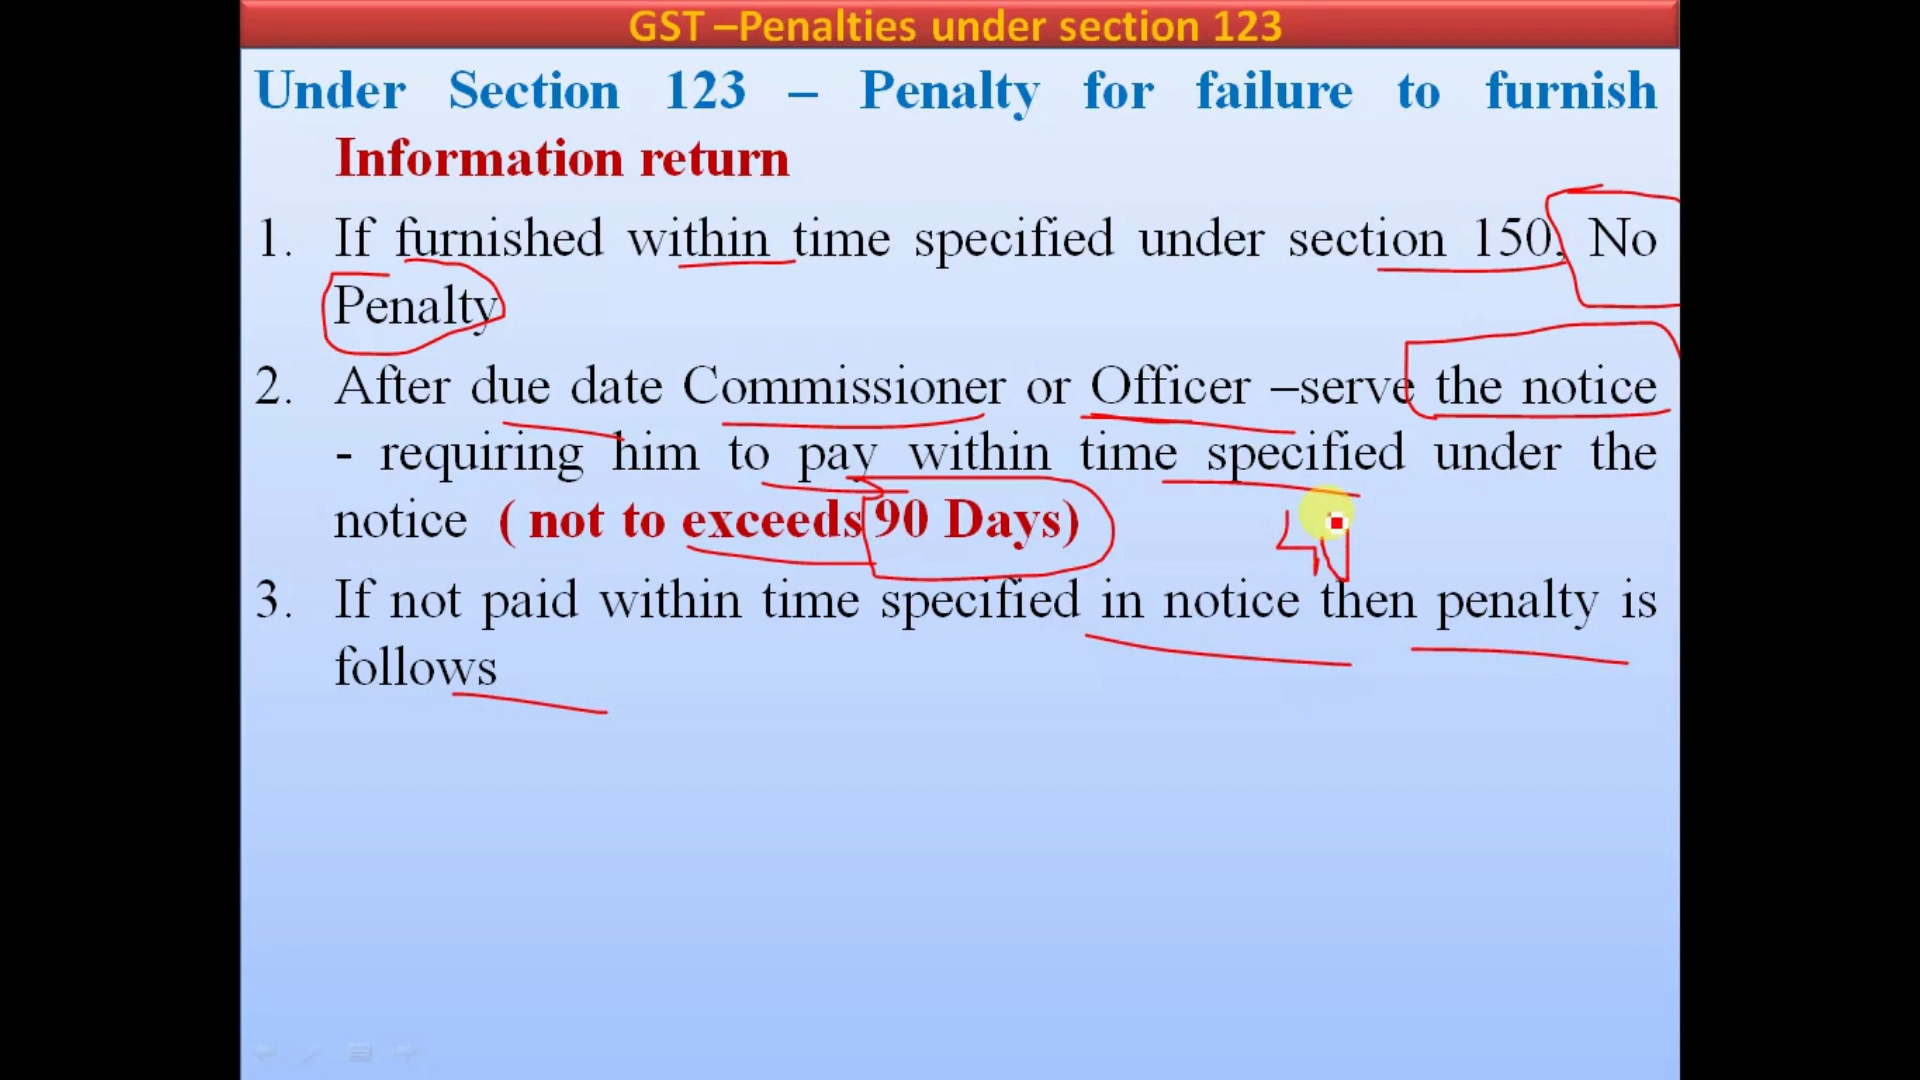 GST –Penalties under section 123
Under Section 123 – Penalty for failure to furnish
Information return
1. If furnished within time specified under section 150, No
Penalty
2. After due date Commissioner or Officer –serve the notice
- requiring him to pay within time specified under the
notice ( not to exceeds 90 Days)
3. If not paid within time specified in notice then penalty is
follows